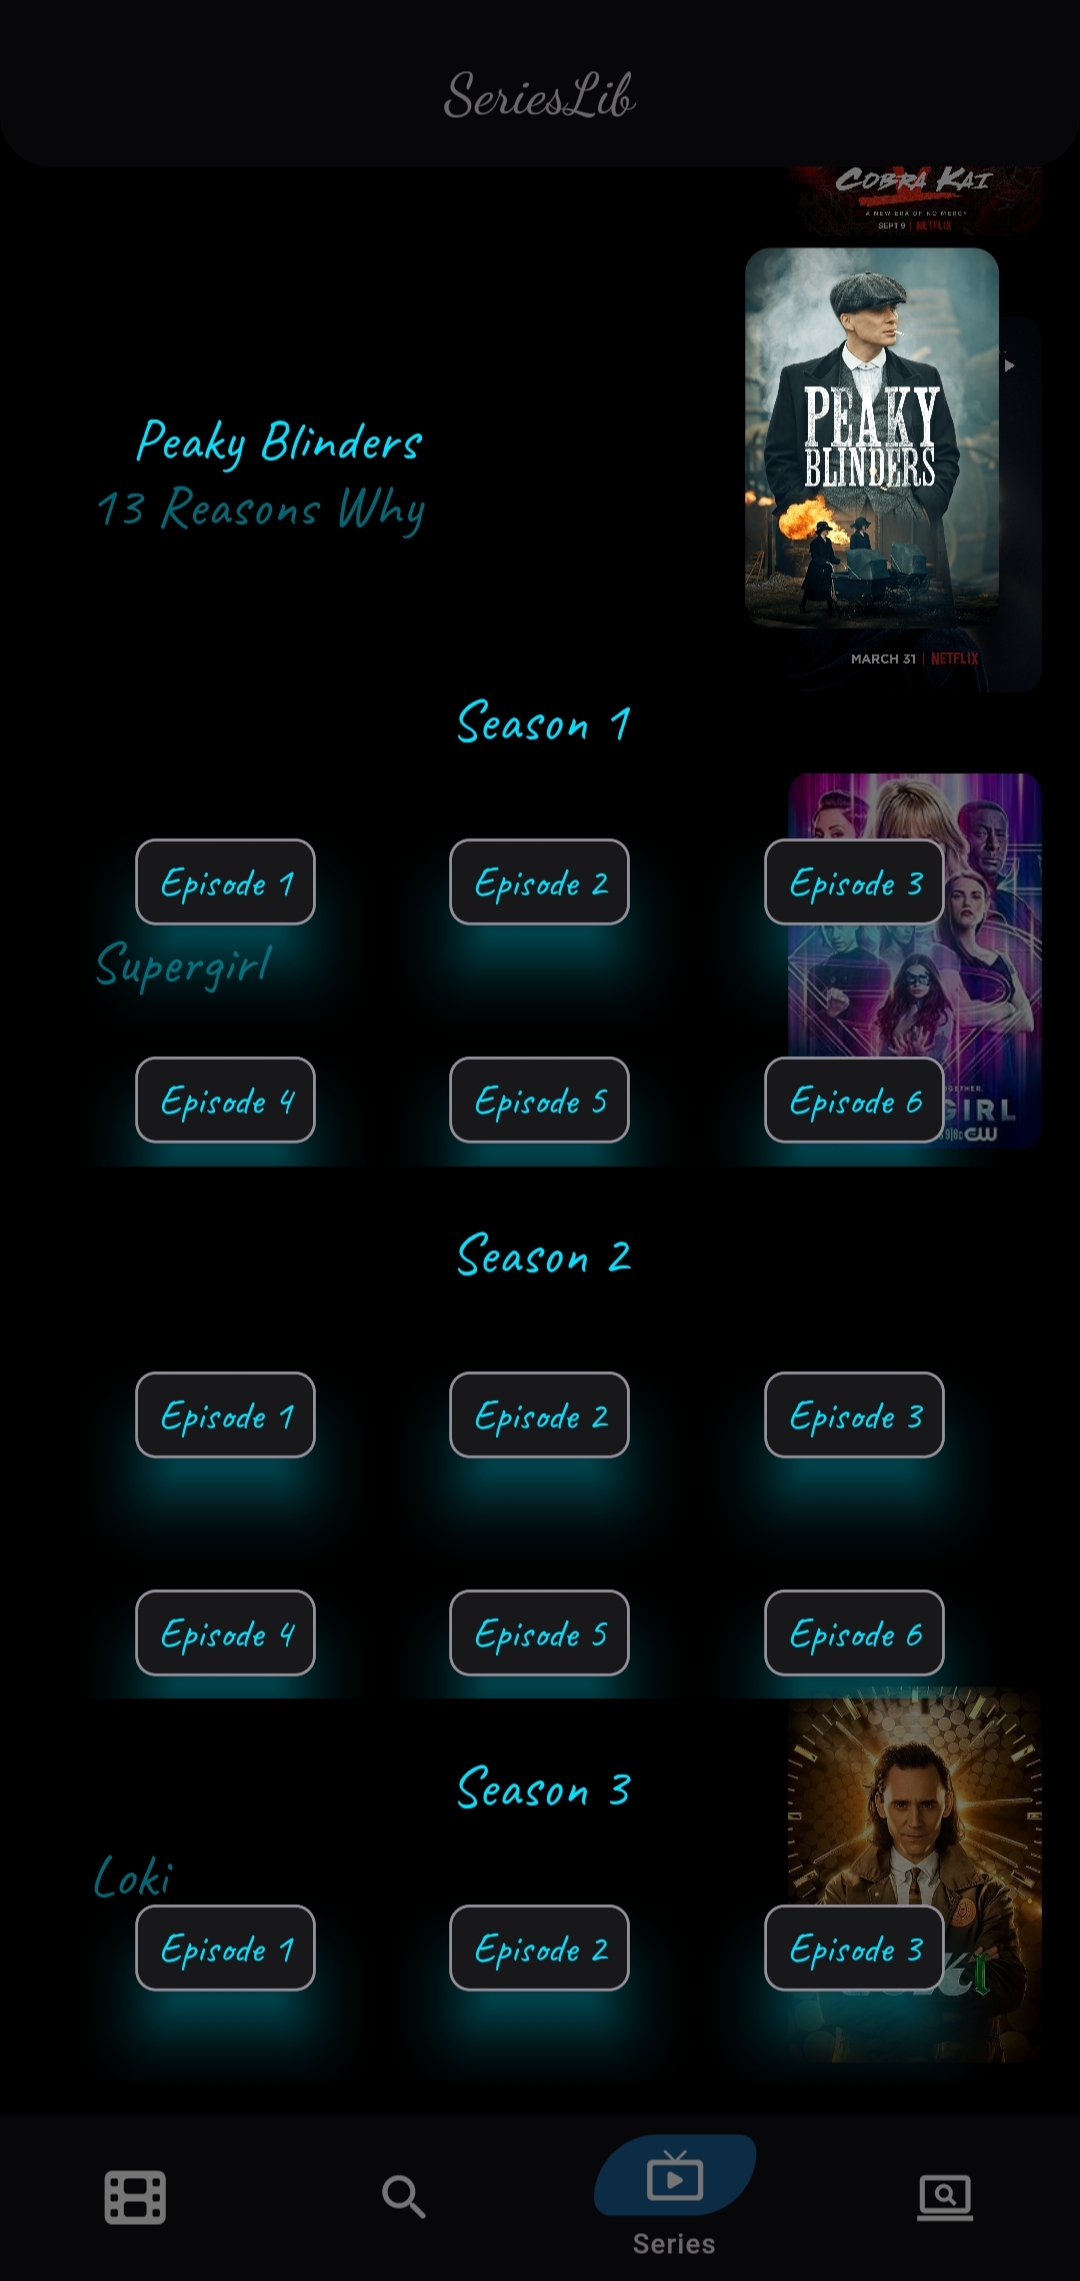 SeriesLib
COBRA KAI
A NEW ERA OF NO MERCY
SEPT 9 | NETFLIX
PEAKY
BLINDERS
Peaky Blinders
13 Reasons Why
MARCH 31 | NETFLIX
Season 1
Episode 1 Episode 2 Episode 3
Supergirl
Episode 4 Episode 5 Episode 6
GIRL
CW
Season 2
Episode 1 Episode 2 Episode 3
Episode 4 Episode 5 Episode 6
Season 3
Loki
Episode 1 Episode 2 Episode 3
Series